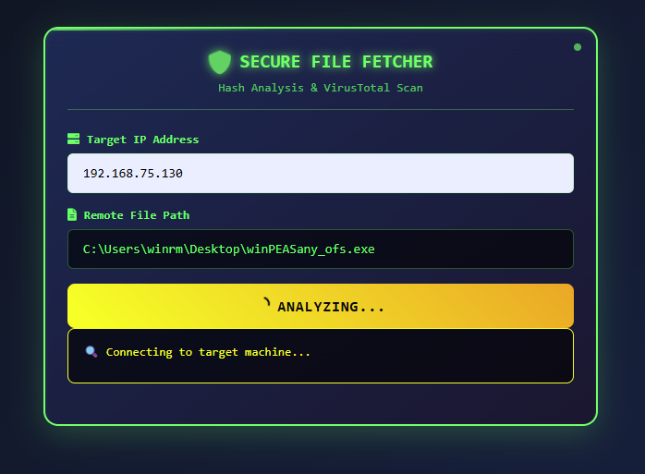 SECURE FILE FETCHER
Hash Analysis & VirusTotal Scan
Target IP Address
192.168.75.130
Remote File Path
C:\Users\winrm\Desktop\winPEASany_ofs.exe
ANALYZING...
Connecting to target machine...